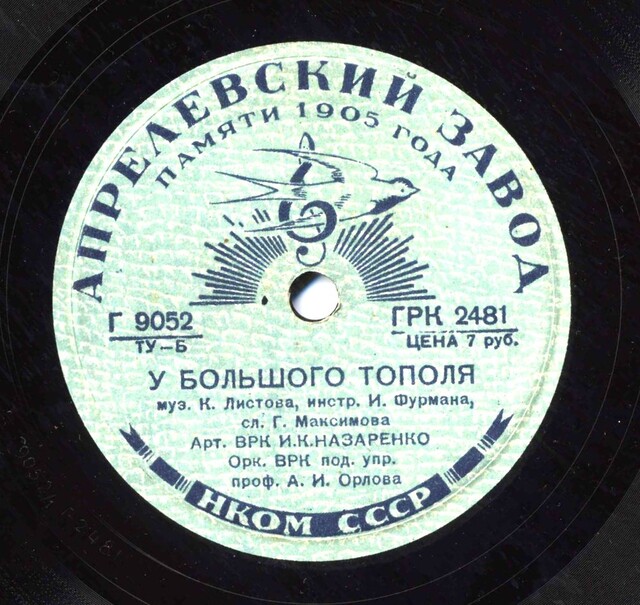 АПРЕЛЕВСКИЙ ЗАВОД
ПАМЯТИ 1905 ГОДА
Г 9052
ТУ-Б
ГРК 2481
ЦЕНА 7 руб.
У БОЛЬШОГО ТОПОЛЯ
муз. К. Листова, инстр. И. Фурмана,
сл. Г. Максимова
Арт. ВРК И.К.НАЗАРЕНКО
Орк. ВРК под. упр.
проф. А. И. Орлова
НКОМ СССР